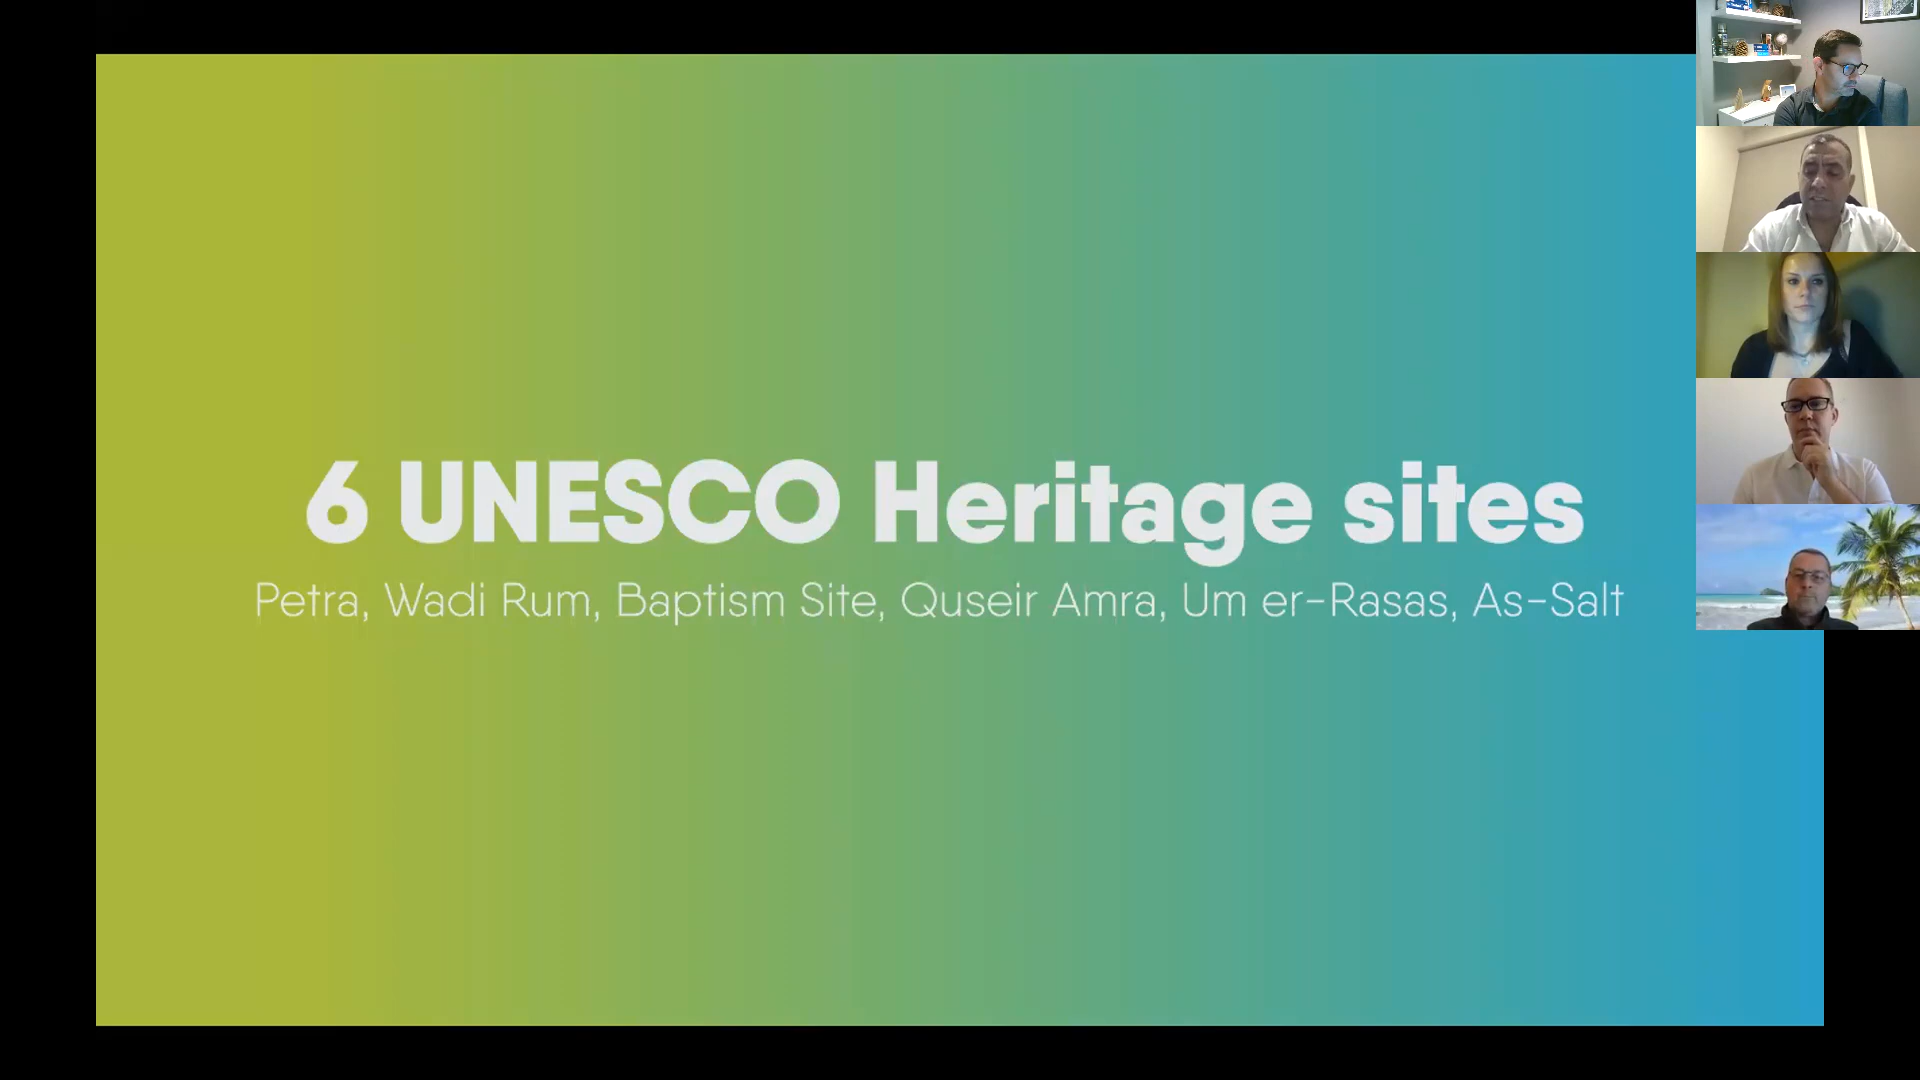 6 UNESCO Heritage sites
Petra, Wadi Rum, Baptism Site, Quseir Amra, Um er-Rasas, As-Salt